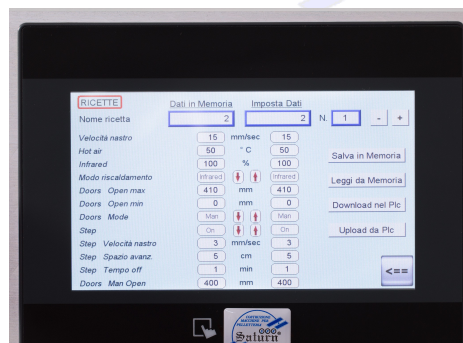 RICETTE Dati in Memoria Imposta Dati
Nome ricetta 2 2 N. 1 - +
Velocità nastro 15 mm/sec 15
Hot air 50 °C 50
Infrared 100 % 100 Salva in Memoria
Modo riscaldamento Infrared Infrared
Doors Open max 410 mm 410 Leggi da Memoria
Doors Open min 0 mm 0 Download nel Plc
Doors Mode Man Man
Step On On Upload da Plc
Step Velocità nastro 3 mm/sec 3
Step Spazio avanz. 5 cm 5
Step Tempo off 1 min 1 <==
Doors Man Open 400 mm 400
COSTRUZIONE
MACCHINE PER
PELLETTERIA
Saturn